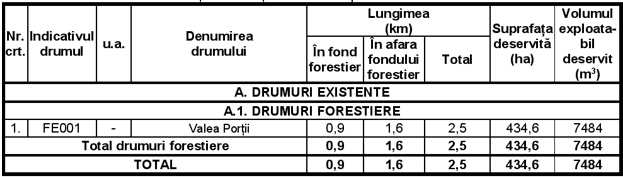 Nr. crt. Indicativul drumul u.a. Denumirea drumului Lungimea (km) Suprafața deservită (ha) Volumul exploata-bil deservit (m³)
În fond forestier În afara fondului forestier Total
A. DRUMURI EXISTENTE
A.1. DRUMURI FORESTIERE
1. FE001 - Valea Porții 0,9 1,6 2,5 434,6 7484
Total drumuri forestiere 0,9 1,6 2,5 434,6 7484
TOTAL 0,9 1,6 2,5 434,6 7484